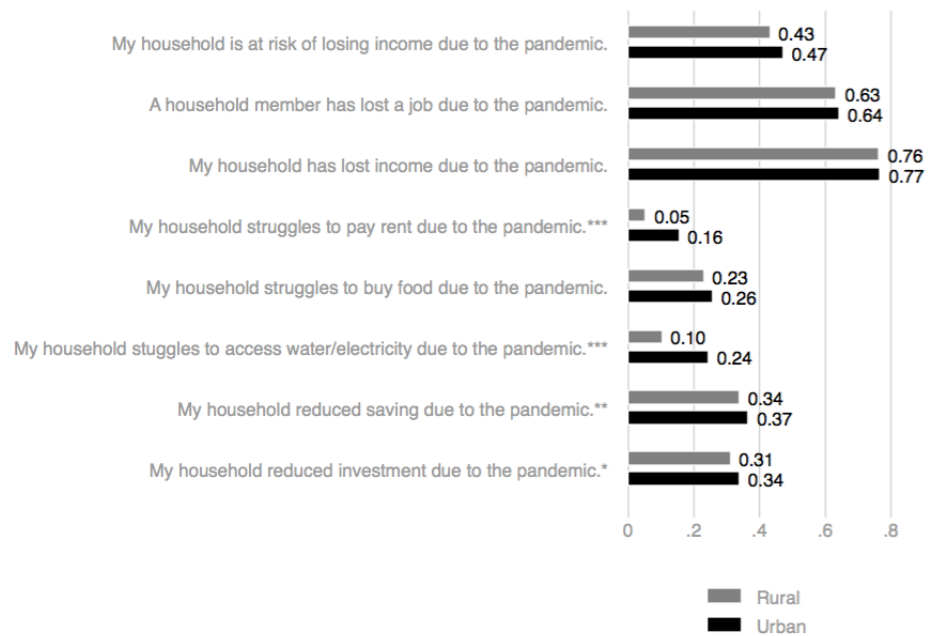 My household is at risk of losing income due to the pandemic.
0.43
0.47
A household member has lost a job due to the pandemic.
0.63
0.64
My household has lost income due to the pandemic.
0.76
0.77
My household struggles to pay rent due to the pandemic.***
0.05
0.16
My household struggles to buy food due to the pandemic.
0.23
0.26
My household stuggles to access water/electricity due to the pandemic.***
0.10
0.24
My household reduced saving due to the pandemic.**
0.34
0.37
My household reduced investment due to the pandemic.*
0.31
0.34
0 .2 .4 .6 .8
Rural
Urban